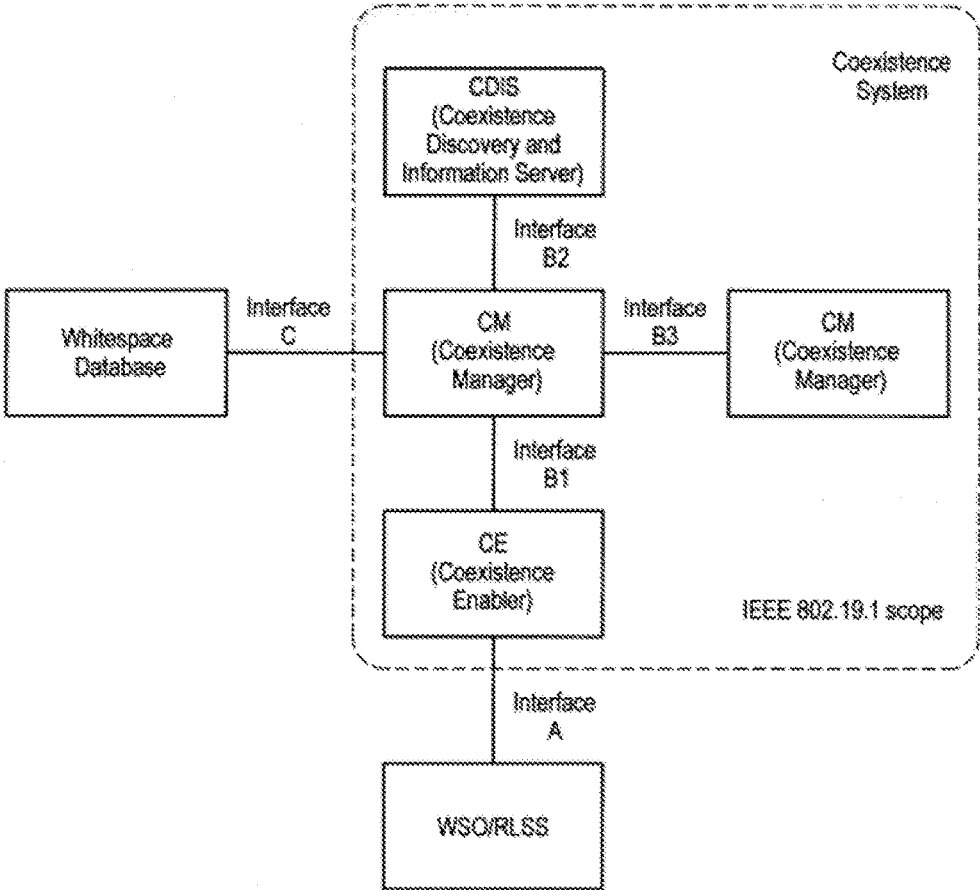 Coexistence
System
CDIS
(Coexistence
Discovery and
Information Server)
Interface
B2
Whitespace
Database
Interface
C
CM
(Coexistence
Manager)
Interface
B3
CM
(Coexistence
Manager)
Interface
B1
CE
(Coexistence
Enabler)
IEEE 802.19.1 scope
Interface
A
WSO/RLSS